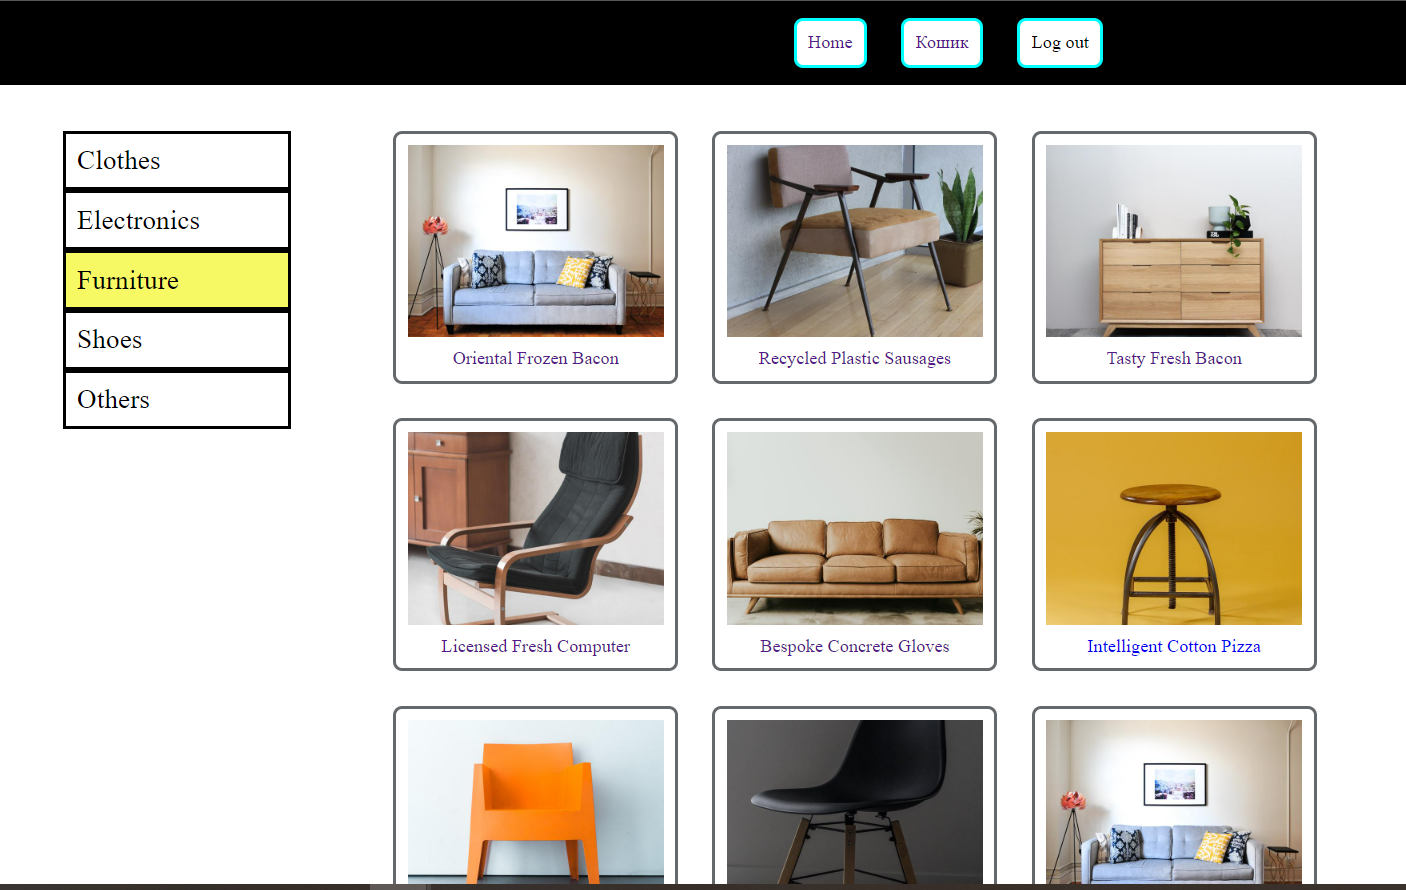 Home
Кошик
Log out
Clothes
Electronics
Furniture
Shoes
Others
Oriental Frozen Bacon
Recycled Plastic Sausages
Tasty Fresh Bacon
Licensed Fresh Computer
Bespoke Concrete Gloves
Intelligent Cotton Pizza